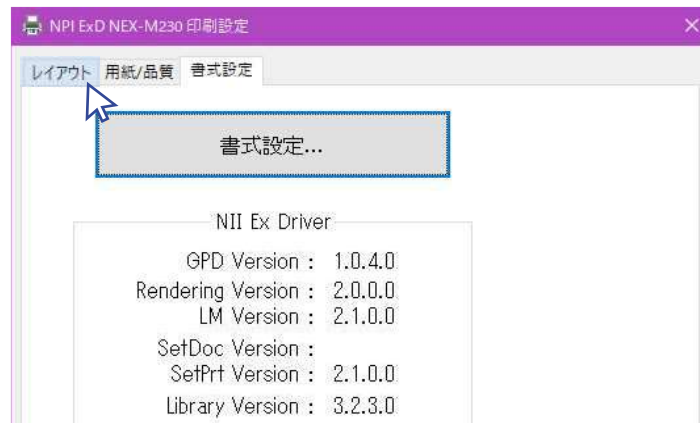 NPI ExD NEX-M230 印刷設定
レイアウト 用紙/品質 書式設定
書式設定...
NII Ex Driver
GPD Version : 1.0.4.0
Rendering Version : 2.0.0.0
LM Version : 2.1.0.0
SetDoc Version :
SetPrt Version : 2.1.0.0
Library Version : 3.2.3.0